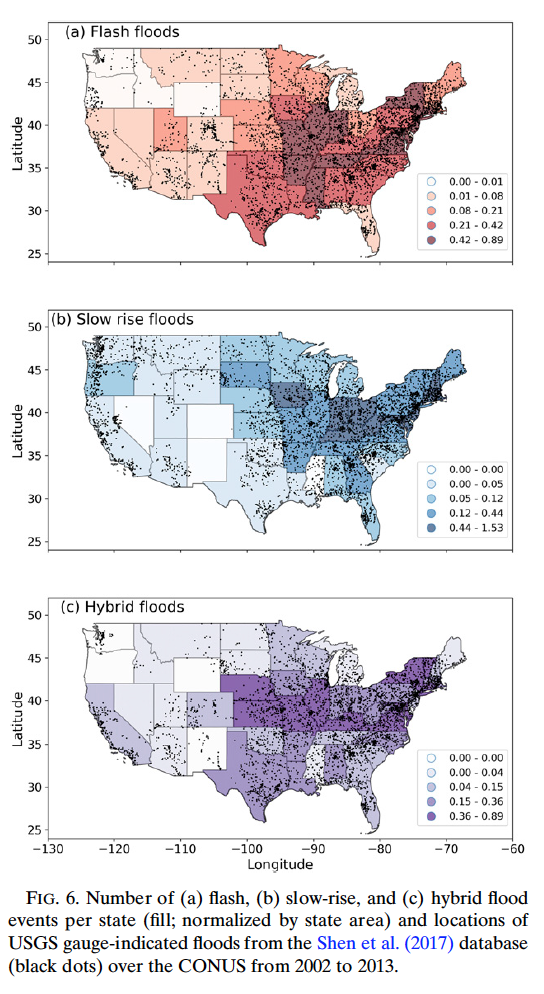 (a) Flash floods
50
45
40
35
30
25
Latitude
0.00 - 0.01
0.01 - 0.08
0.08 - 0.21
0.21 - 0.42
0.42 - 0.89
(b) Slow rise floods
50
45
40
35
30
25
Latitude
0.00 - 0.00
0.00 - 0.05
0.05 - 0.12
0.12 - 0.44
0.44 - 1.53
(c) Hybrid floods
50
45
40
35
30
25
Latitude
0.00 - 0.00
0.00 - 0.04
0.04 - 0.15
0.15 - 0.36
0.36 - 0.89
−130 −120 −110 −100 −90 −80 −70 −60
Longitude
FIG. 6. Number of (a) flash, (b) slow-rise, and (c) hybrid flood
events per state (fill; normalized by state area) and locations of
USGS gauge-indicated floods from the Shen et al. (2017) database
(black dots) over the CONUS from 2002 to 2013.